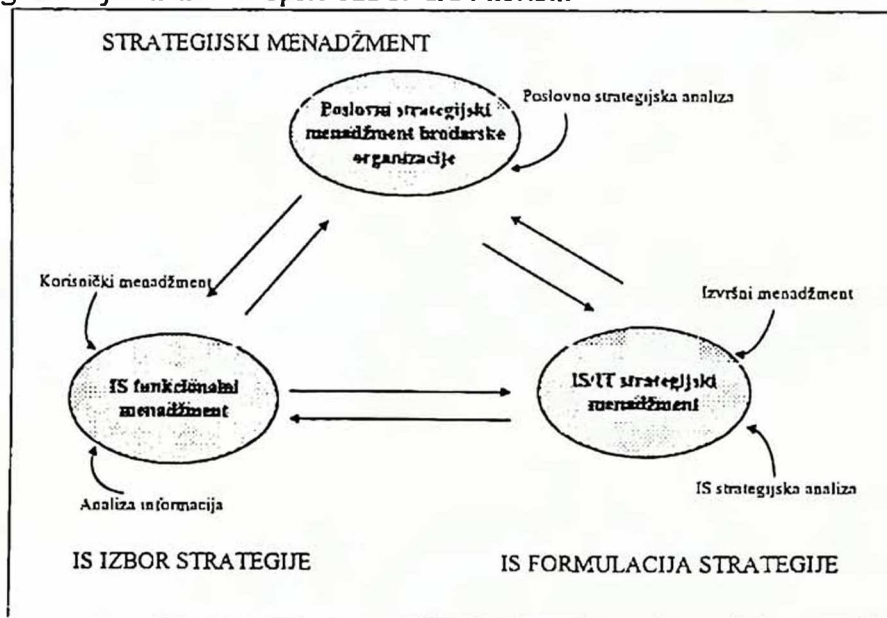 STRATEGIJSKI MENADŽMENT
Poslovni strategijski
menadžment brodarske
organizacije
Poslovno strategijska analiza
Korisnički menadžment
Izvršni menadžment
IS funkcionalni
menadžment
IS/IT strategijski
menadžment
Analiza informacija
IS strategijska analiza
IS IZBOR STRATEGIJE
IS FORMULACIJA STRATEGIJE